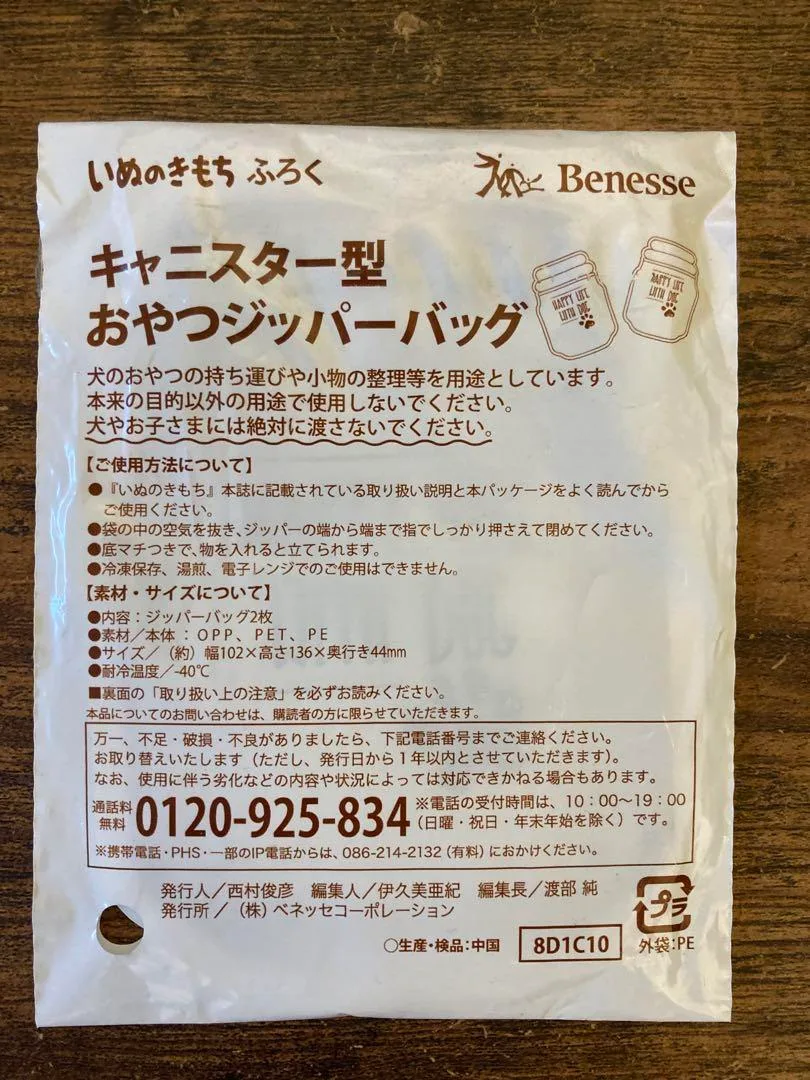 いぬのきもち ふろく
Benesse
キャニスター型
おやつジッパーバッグ
HAPPY LIFE
WITH DOG
HAPPY LIFE
WITH DOG
犬のおやつの持ち運びや小物の整理等を用途としています。
本来の目的以外の用途で使用しないでください。
犬やお子さまには絶対に渡さないでください。
【ご使用方法について】
●『いぬのきもち』本誌に記載されている取り扱い説明と本パッケージをよく読んでから
ご使用ください。
●袋の中の空気を抜き、ジッパーの端から端まで指でしっかり押さえて閉めてください。
●底マチつきで、物を入れると立てられます。
●冷凍保存、湯煎、電子レンジでのご使用はできません。
【素材・サイズについて】
●内容：ジッパーバッグ2枚
●素材／本体：OPP、PET、PE
●サイズ／（約）幅102×高さ136×奥行き44mm
●耐冷温度／-40℃
■裏面の「取り扱い上の注意」を必ずお読みください。
本品についてのお問い合わせは、購読者の方に限らせていただきます。
万一、不足・破損・不良がありましたら、下記電話番号までご連絡ください。
お取り替えいたします（ただし、発行日から1年以内とさせていただきます）。
なお、使用に伴う劣化などの内容や状況によっては対応できかねる場合もあります。
通話料無料 0120-925-834 ※電話の受付時間は、10：00〜19：00
（日曜・祝日・年末年始を除く）です。
※携帯電話・PHS・一部のIP電話からは、086-214-2132（有料）におかけください。
発行人／西村俊彦 編集人／伊久美亜紀 編集長／渡部 純
発行所／（株）ベネッセコーポレーション
プラ
外袋：PE
○生産・検品：中国
8D1C10